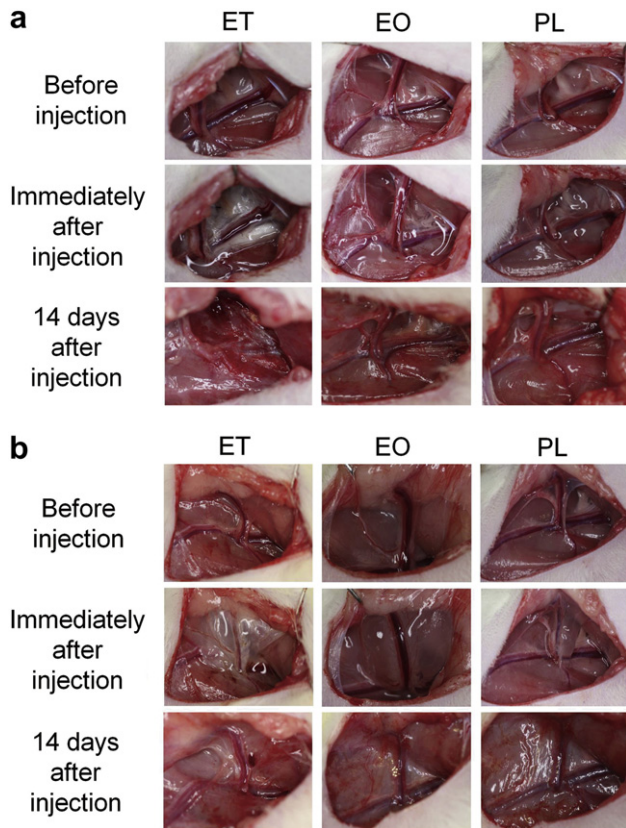 a
ET EO PL
Before
injection
Immediately
after
injection
14 days
after
injection
b
ET EO PL
Before
injection
Immediately
after
injection
14 days
after
injection